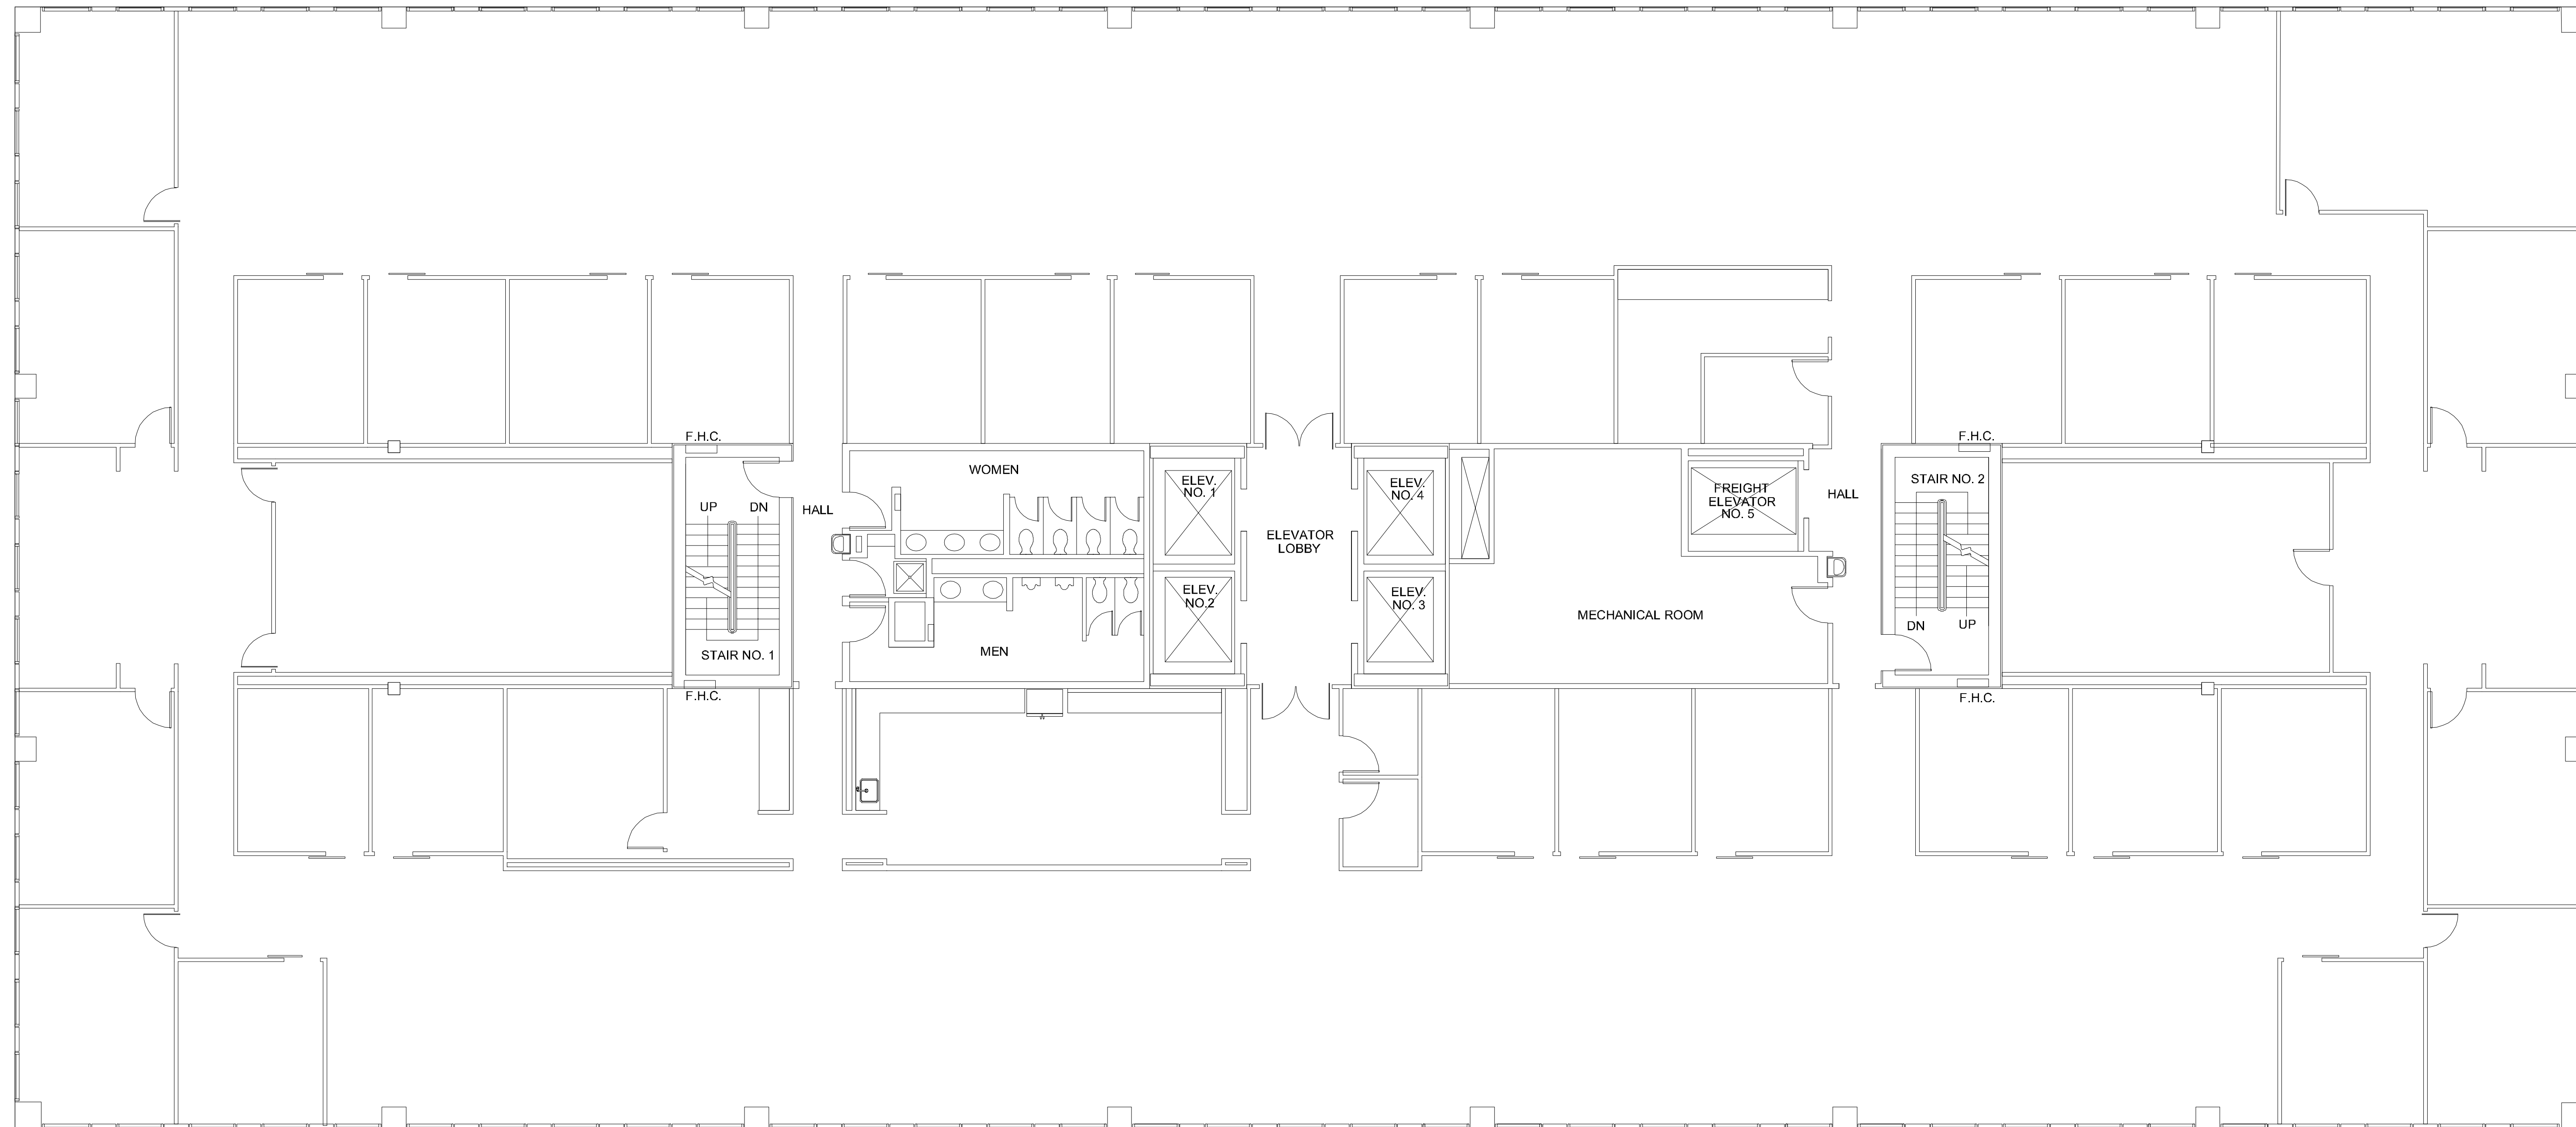 F.H.C.
F.H.C.
WOMEN
ELEV.
NO. 1
ELEV.
NO. 4
FREIGHT
ELEVATOR
NO. 5
HALL
STAIR NO. 2
UP
DN
HALL
ELEVATOR
LOBBY
ELEV.
NO.2
ELEV.
NO. 3
MECHANICAL ROOM
DN
UP
STAIR NO. 1
MEN
F.H.C.
F.H.C.